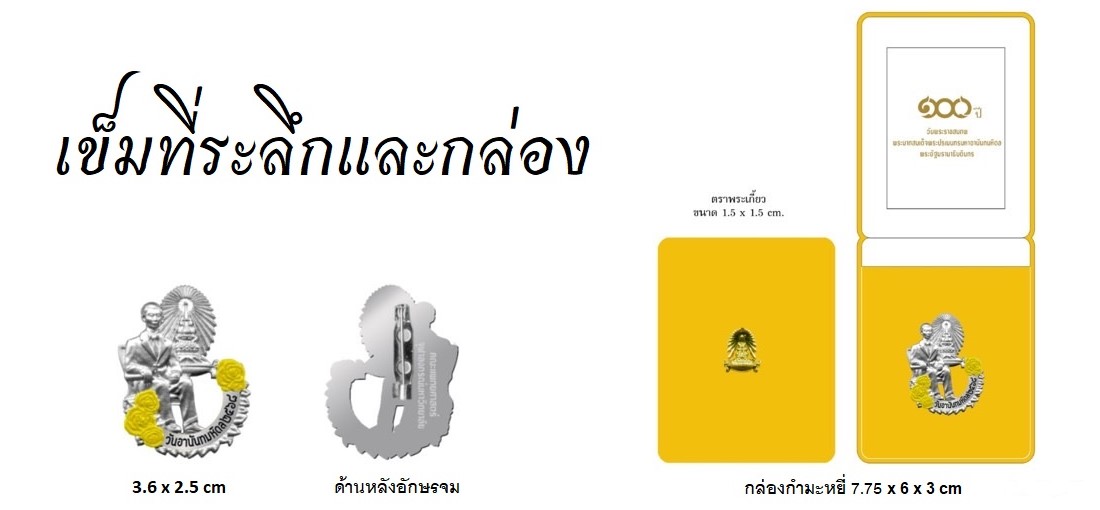 เข็มที่ระลึกและกล่อง
๑๐๐ ปี
วันพระราชสมภพ
พระบาทสมเด็จพระปรเมนทรมหาอานันทมหิดล
พระอัฐมรามาธิบดินทร
ตราพระเกี้ยว
ขนาด 1.5 x 1.5 cm.
วันอานันทมหิดล๒๕๖๘
3.6 x 2.5 cm
ด้านหลังอักษรจม
กล่องกำมะหยี่ 7.75 x 6 x 3 cm